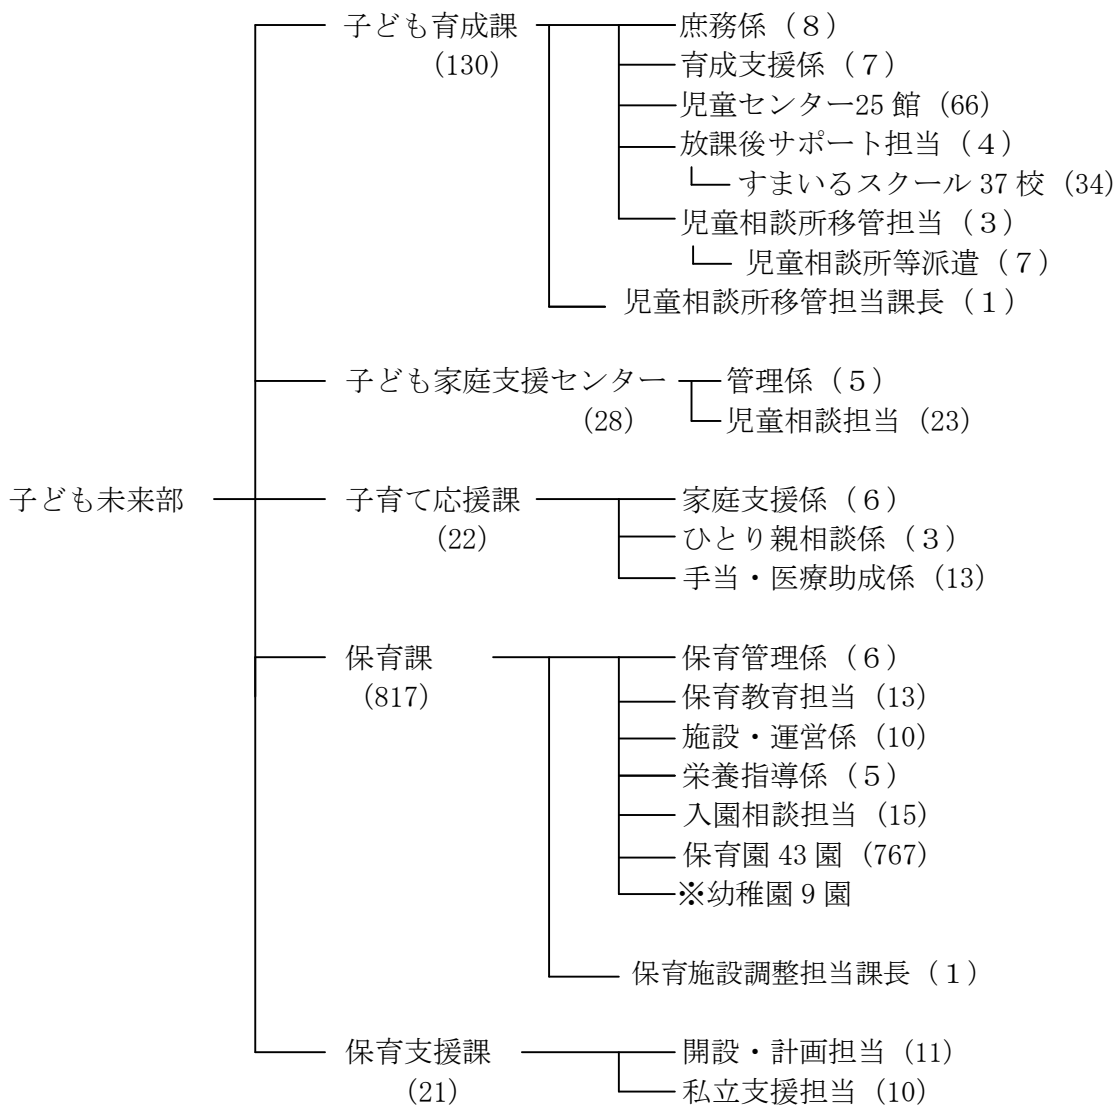 子ども育成課 庶務係（８）
(130) 育成支援係（７）
児童センター25 館 (66)
放課後サポート担当（４）
すまいるスクール 37 校 (34)
児童相談所移管担当（３）
児童相談所等派遣（７）
児童相談所移管担当課長（１）
子ども家庭支援センター 管理係（５）
(28) 児童相談担当 (23)
子ども未来部 子育て応援課 家庭支援係（６）
(22) ひとり親相談係（３）
手当・医療助成係 (13)
保育課 保育管理係（６）
(817) 保育教育担当 (13)
施設・運営係 (10)
栄養指導係（５）
入園相談担当 (15)
保育園 43 園 (767)
※幼稚園 9 園
保育施設調整担当課長（１）
保育支援課 開設・計画担当 (11)
(21) 私立支援担当 (10)